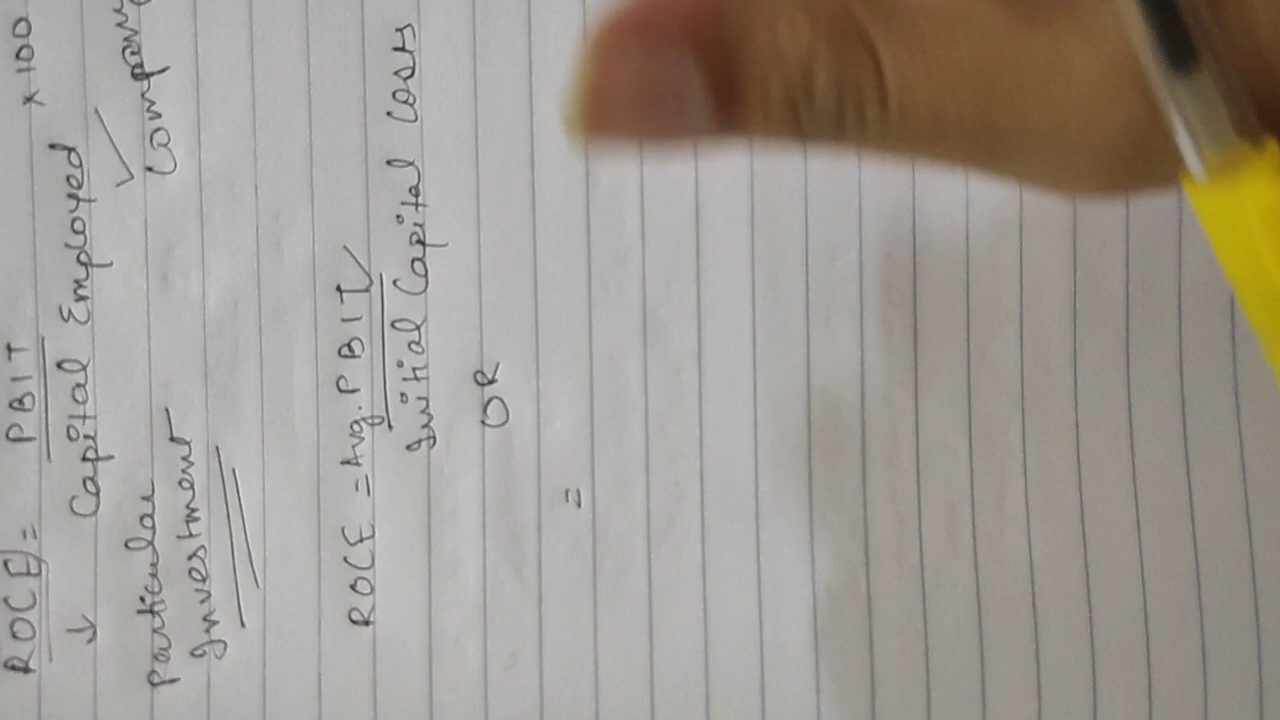 ROCE = PBIT × 100
Capital Employed
↓ ✓
Particular Company
Investment
ROCE = Avg. PBIT ✓
Initial Capital Costs
OR
=